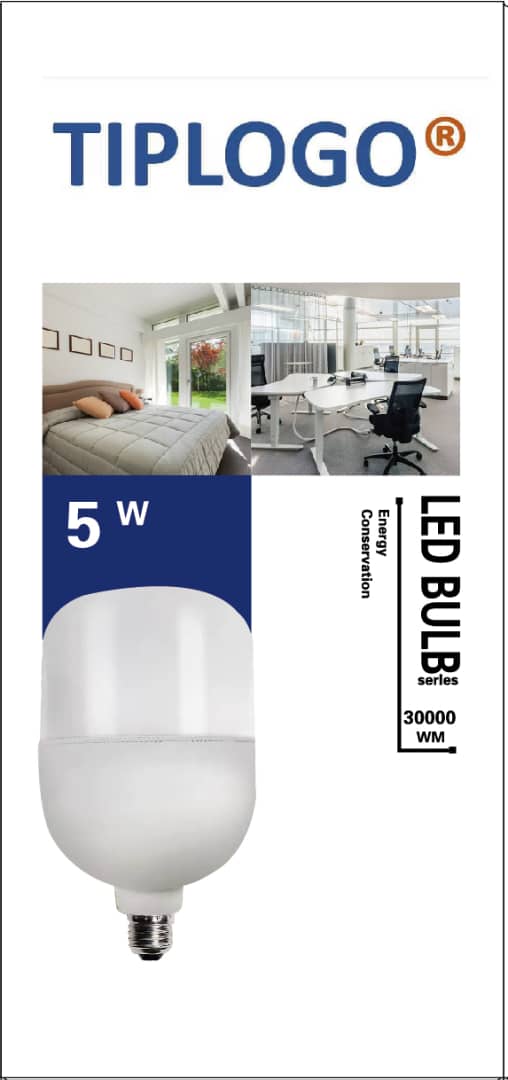 TIPLOGO®
5 W
LED BULB
series
Energy
Conservation
30000
WM